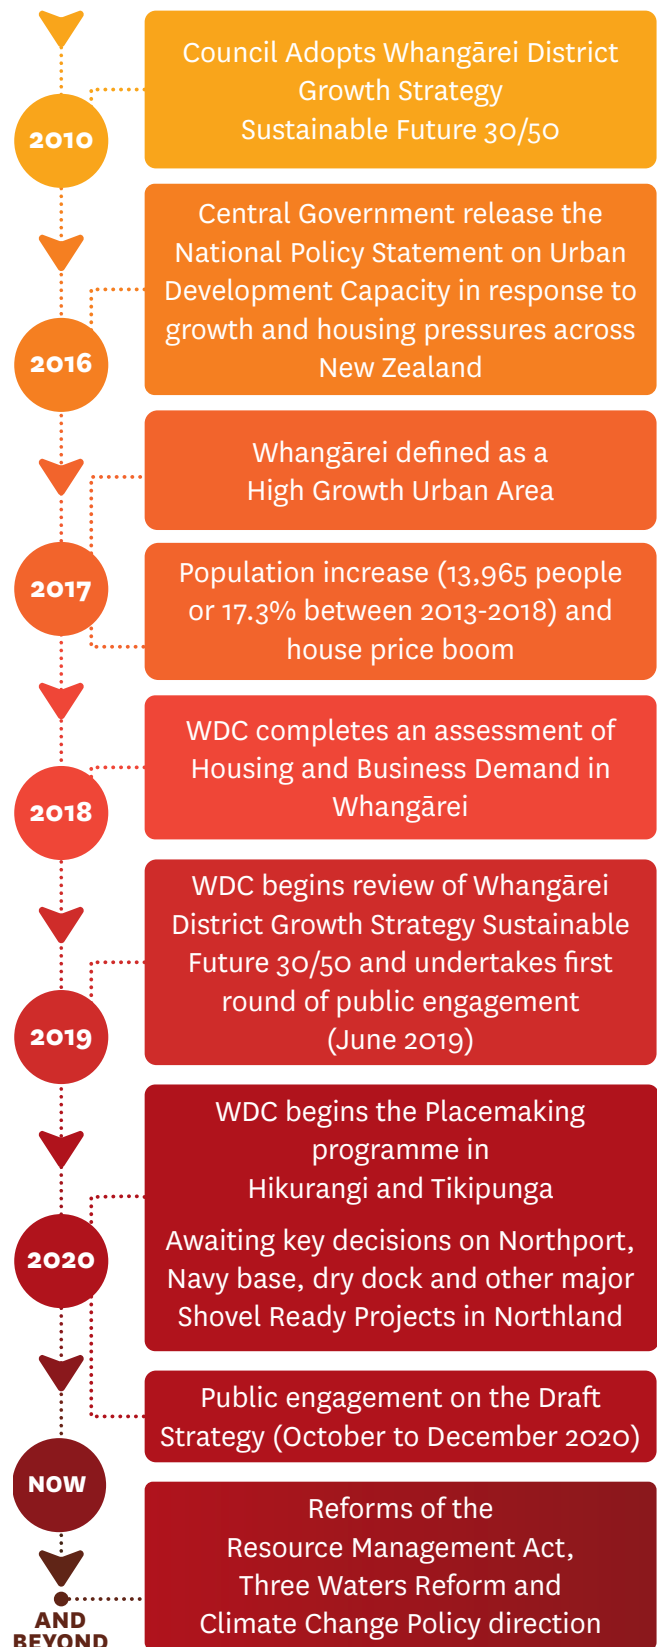 Council Adopts Whangārei District
Growth Strategy
Sustainable Future 30/50
2010
Central Government release the
National Policy Statement on Urban
Development Capacity in response to
growth and housing pressures across
New Zealand
2016
Whangārei defined as a
High Growth Urban Area
2017
Population increase (13,965 people
or 17.3% between 2013-2018) and
house price boom
WDC completes an assessment of
Housing and Business Demand in
Whangārei
2018
WDC begins review of Whangārei
District Growth Strategy Sustainable
Future 30/50 and undertakes first
round of public engagement
(June 2019)
2019
WDC begins the Placemaking
programme in
Hikurangi and Tikipunga
Awaiting key decisions on Northport,
Navy base, dry dock and other major
Shovel Ready Projects in Northland
2020
Public engagement on the Draft
Strategy (October to December 2020)
NOW
Reforms of the
Resource Management Act,
Three Waters Reform and
Climate Change Policy direction
AND
BEYOND